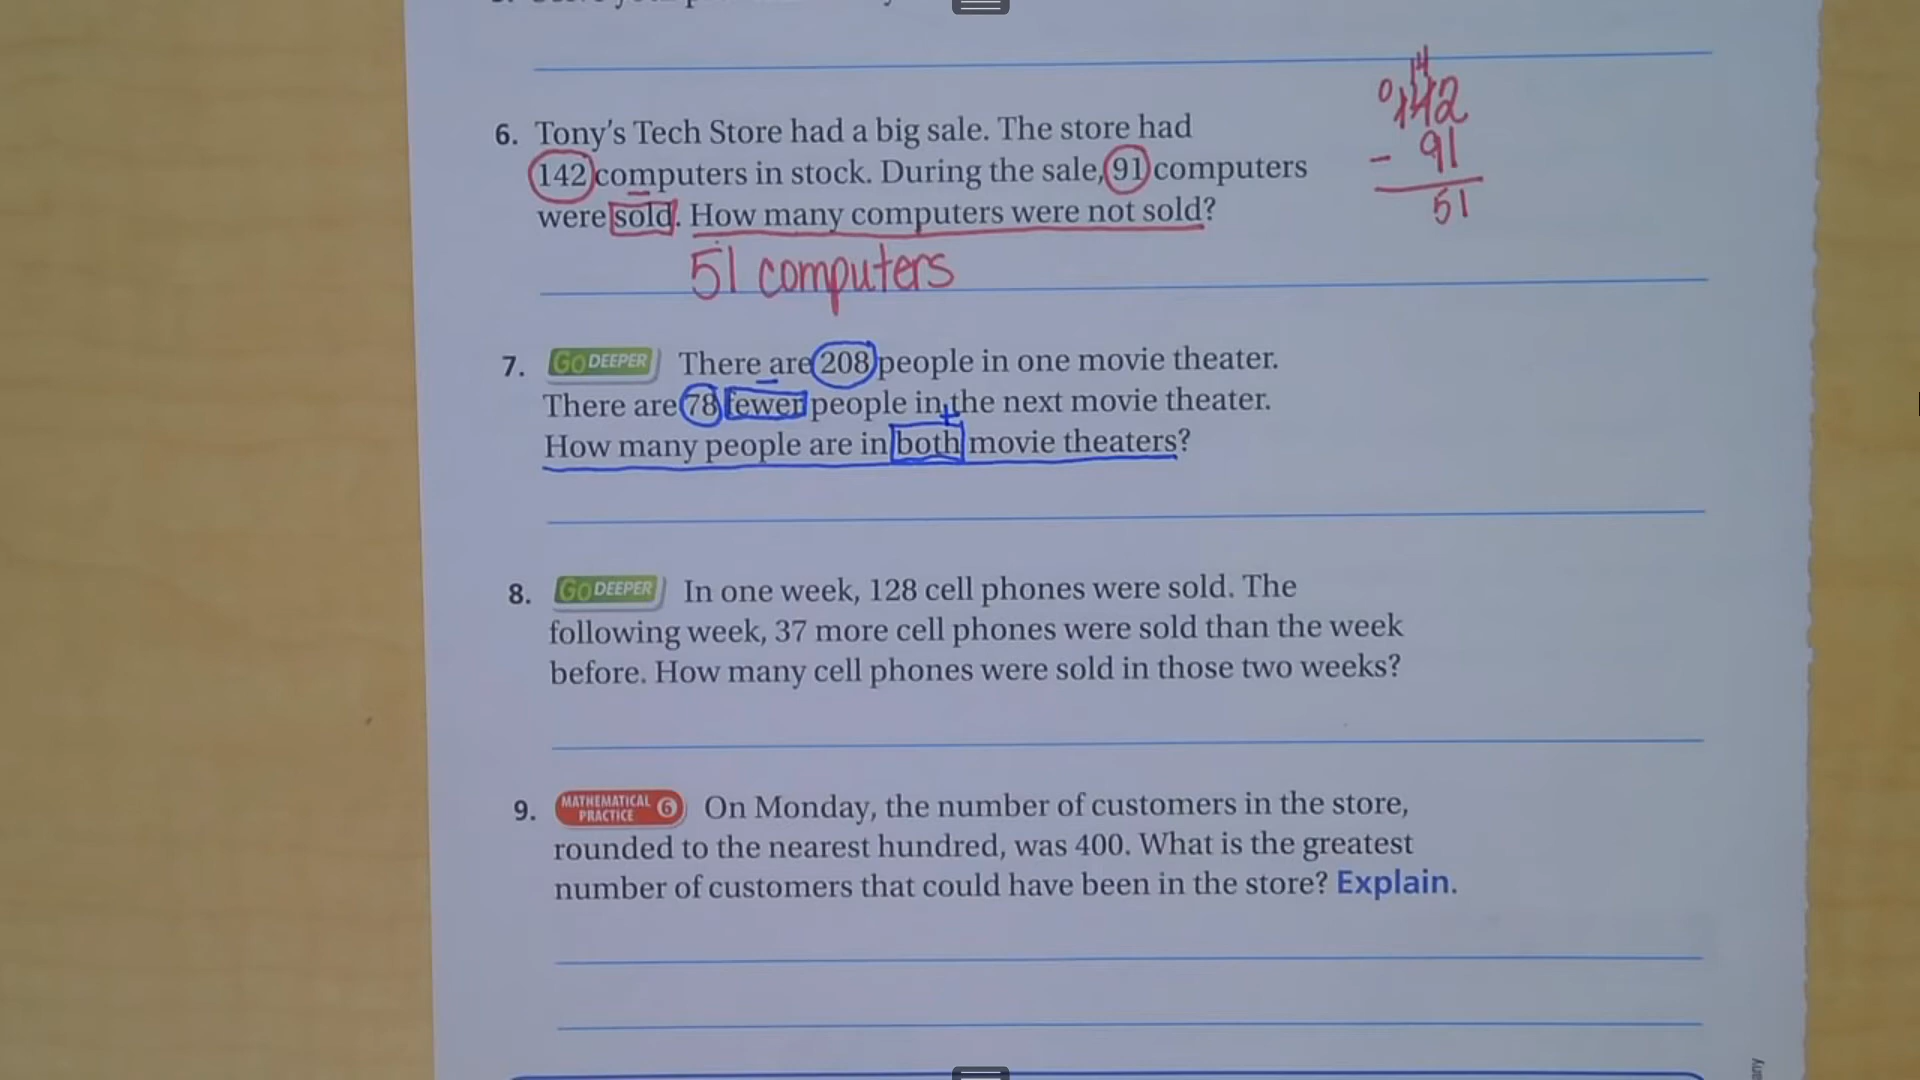 6. Tony's Tech Store had a big sale. The store had
142 computers in stock. During the sale, 91 computers
were sold. How many computers were not sold?
51 computers
14
0 142
- 91
51
7. GO DEEPER There are 208 people in one movie theater.
There are 78 fewer people in the next movie theater.
+
How many people are in both movie theaters?
8. GO DEEPER In one week, 128 cell phones were sold. The
following week, 37 more cell phones were sold than the week
before. How many cell phones were sold in those two weeks?
9. MATHEMATICAL PRACTICE 6 On Monday, the number of customers in the store,
rounded to the nearest hundred, was 400. What is the greatest
number of customers that could have been in the store? Explain.